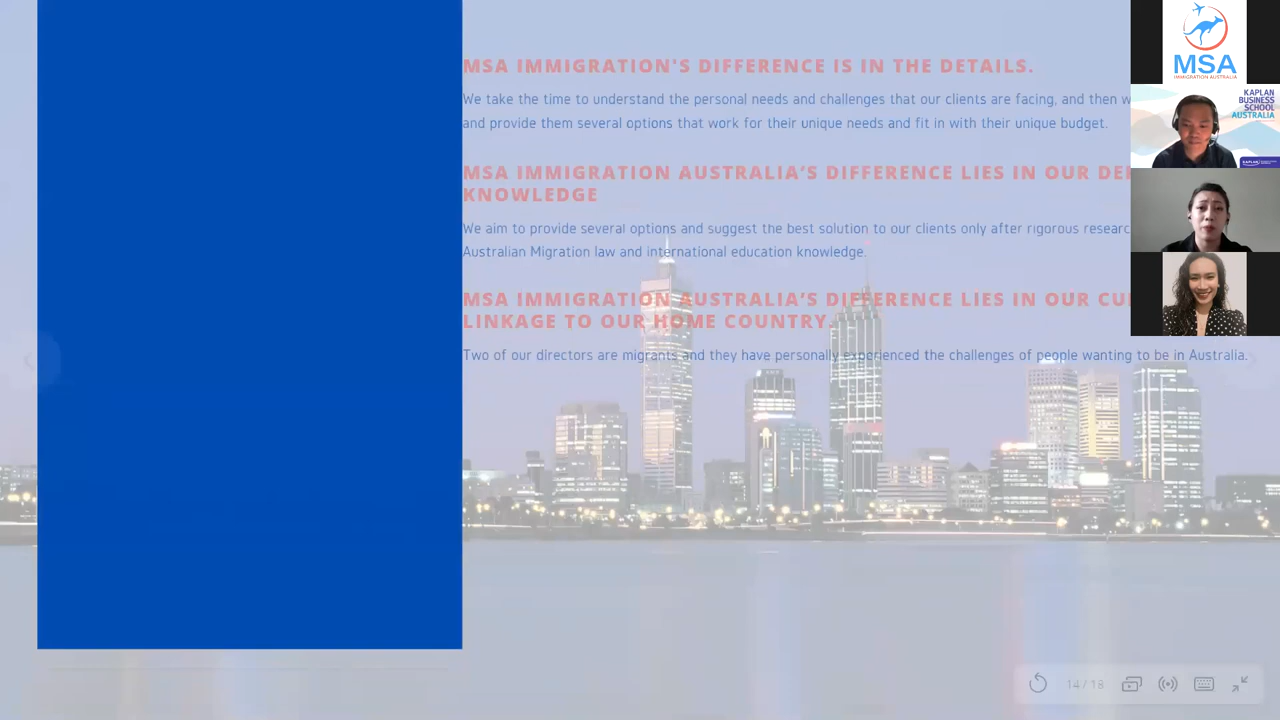 MSA IMMIGRATION'S DIFFERENCE IS IN THE DETAILS.
We take the time to understand the personal needs and challenges that our clients are facing, and then
and provide them several options that work for their unique needs and fit in with their unique budget.
MSA IMMIGRATION AUSTRALIA'S DIFFERENCE LIES IN OUR
KNOWLEDGE
We aim to provide several options and suggest the best solution to our clients only after rigorous
Australian Migration law and international education knowledge.
MSA IMMIGRATION AUSTRALIA'S DIFFERENCE LIES IN OUR
LINKAGE TO OUR HOME COUNTRY.
Two of our directors are migrants and they have personally experienced the challenges of people wanting to be in Australia.
MSA
IMMIGRATION AUSTRALIA
KAPLAN
BUSINESS
SCHOOL
AUSTRALIA
KAPLAN
14 / 18